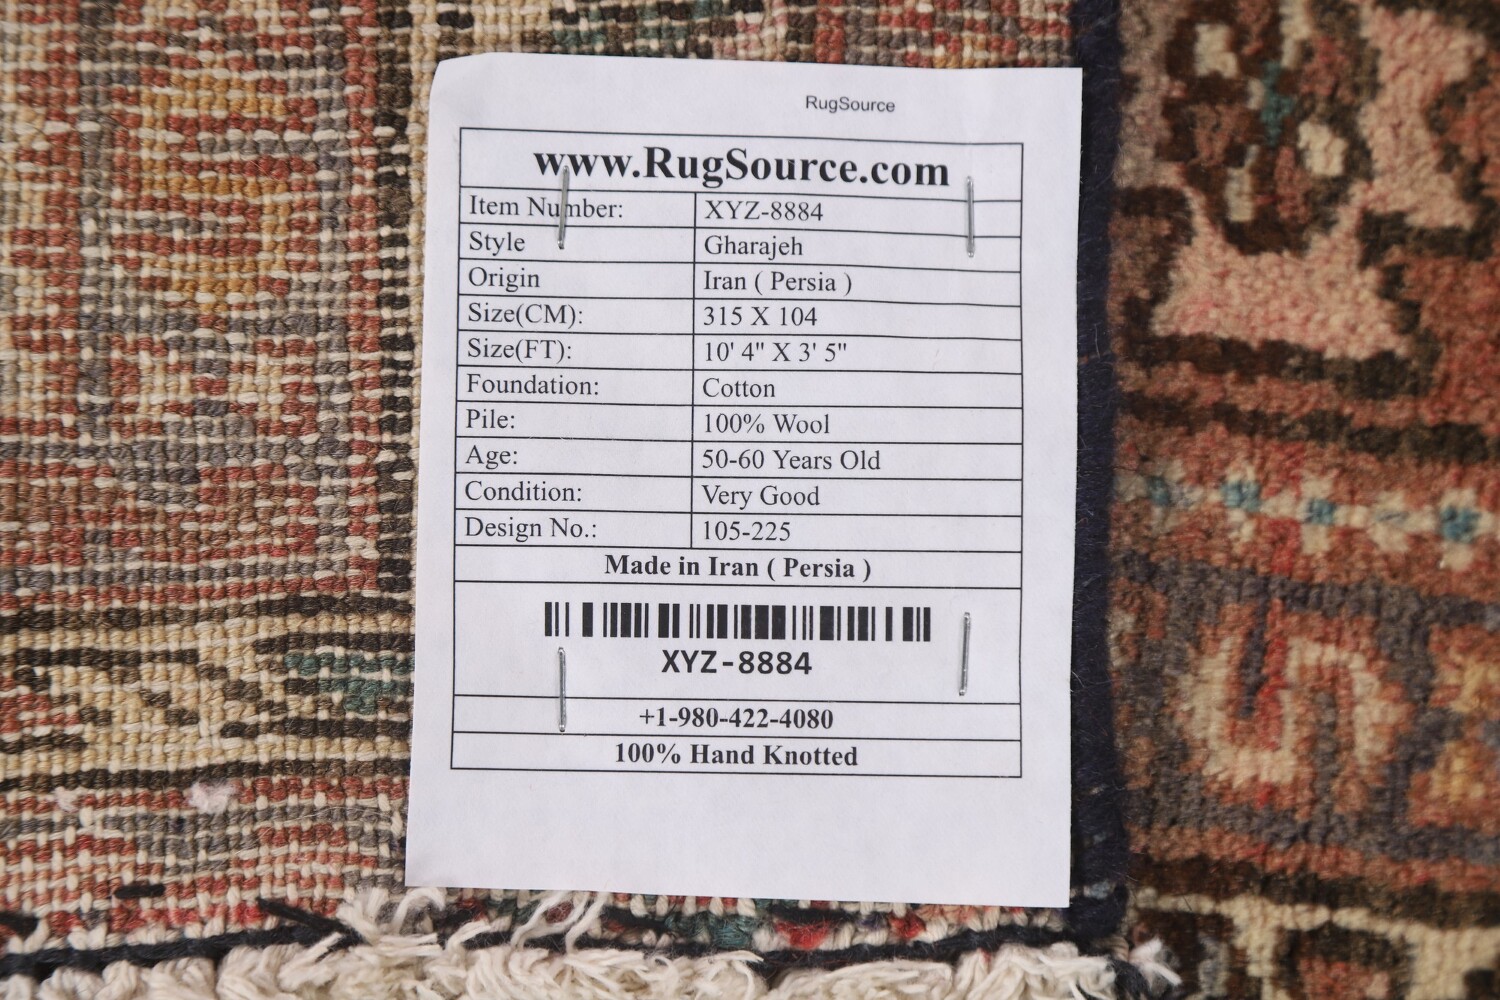 RugSource
www.RugSource.com
Item Number: XYZ-8884
Style Gharajeh
Origin Iran ( Persia )
Size(CM): 315 X 104
Size(FT): 10' 4" X 3' 5"
Foundation: Cotton
Pile: 100% Wool
Age: 50-60 Years Old
Condition: Very Good
Design No.: 105-225
Made in Iran ( Persia )
XYZ-8884
+1-980-422-4080
100% Hand Knotted